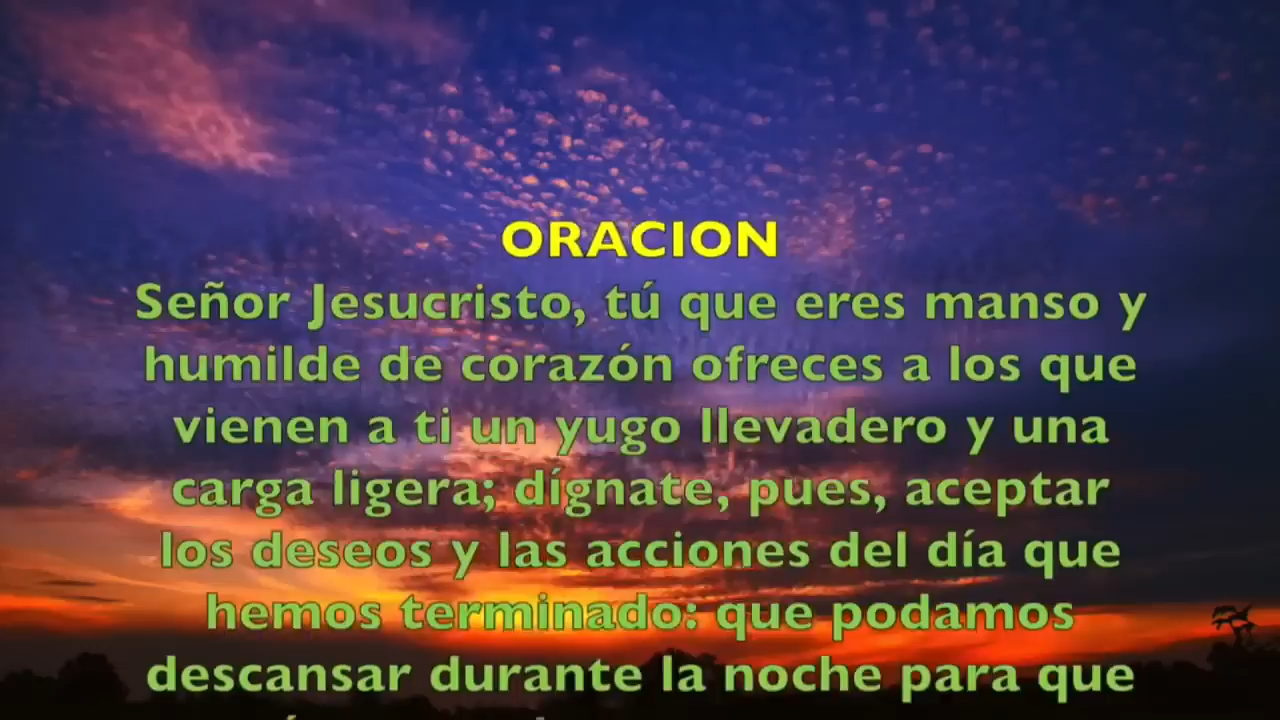 ORACION
Señor Jesucristo, tú que eres manso y
humilde de corazón ofreces a los que
vienen a ti un yugo llevadero y una
carga ligera; dígnate, pues, aceptar
los deseos y las acciones del día que
hemos terminado: que podamos
descansar durante la noche para que